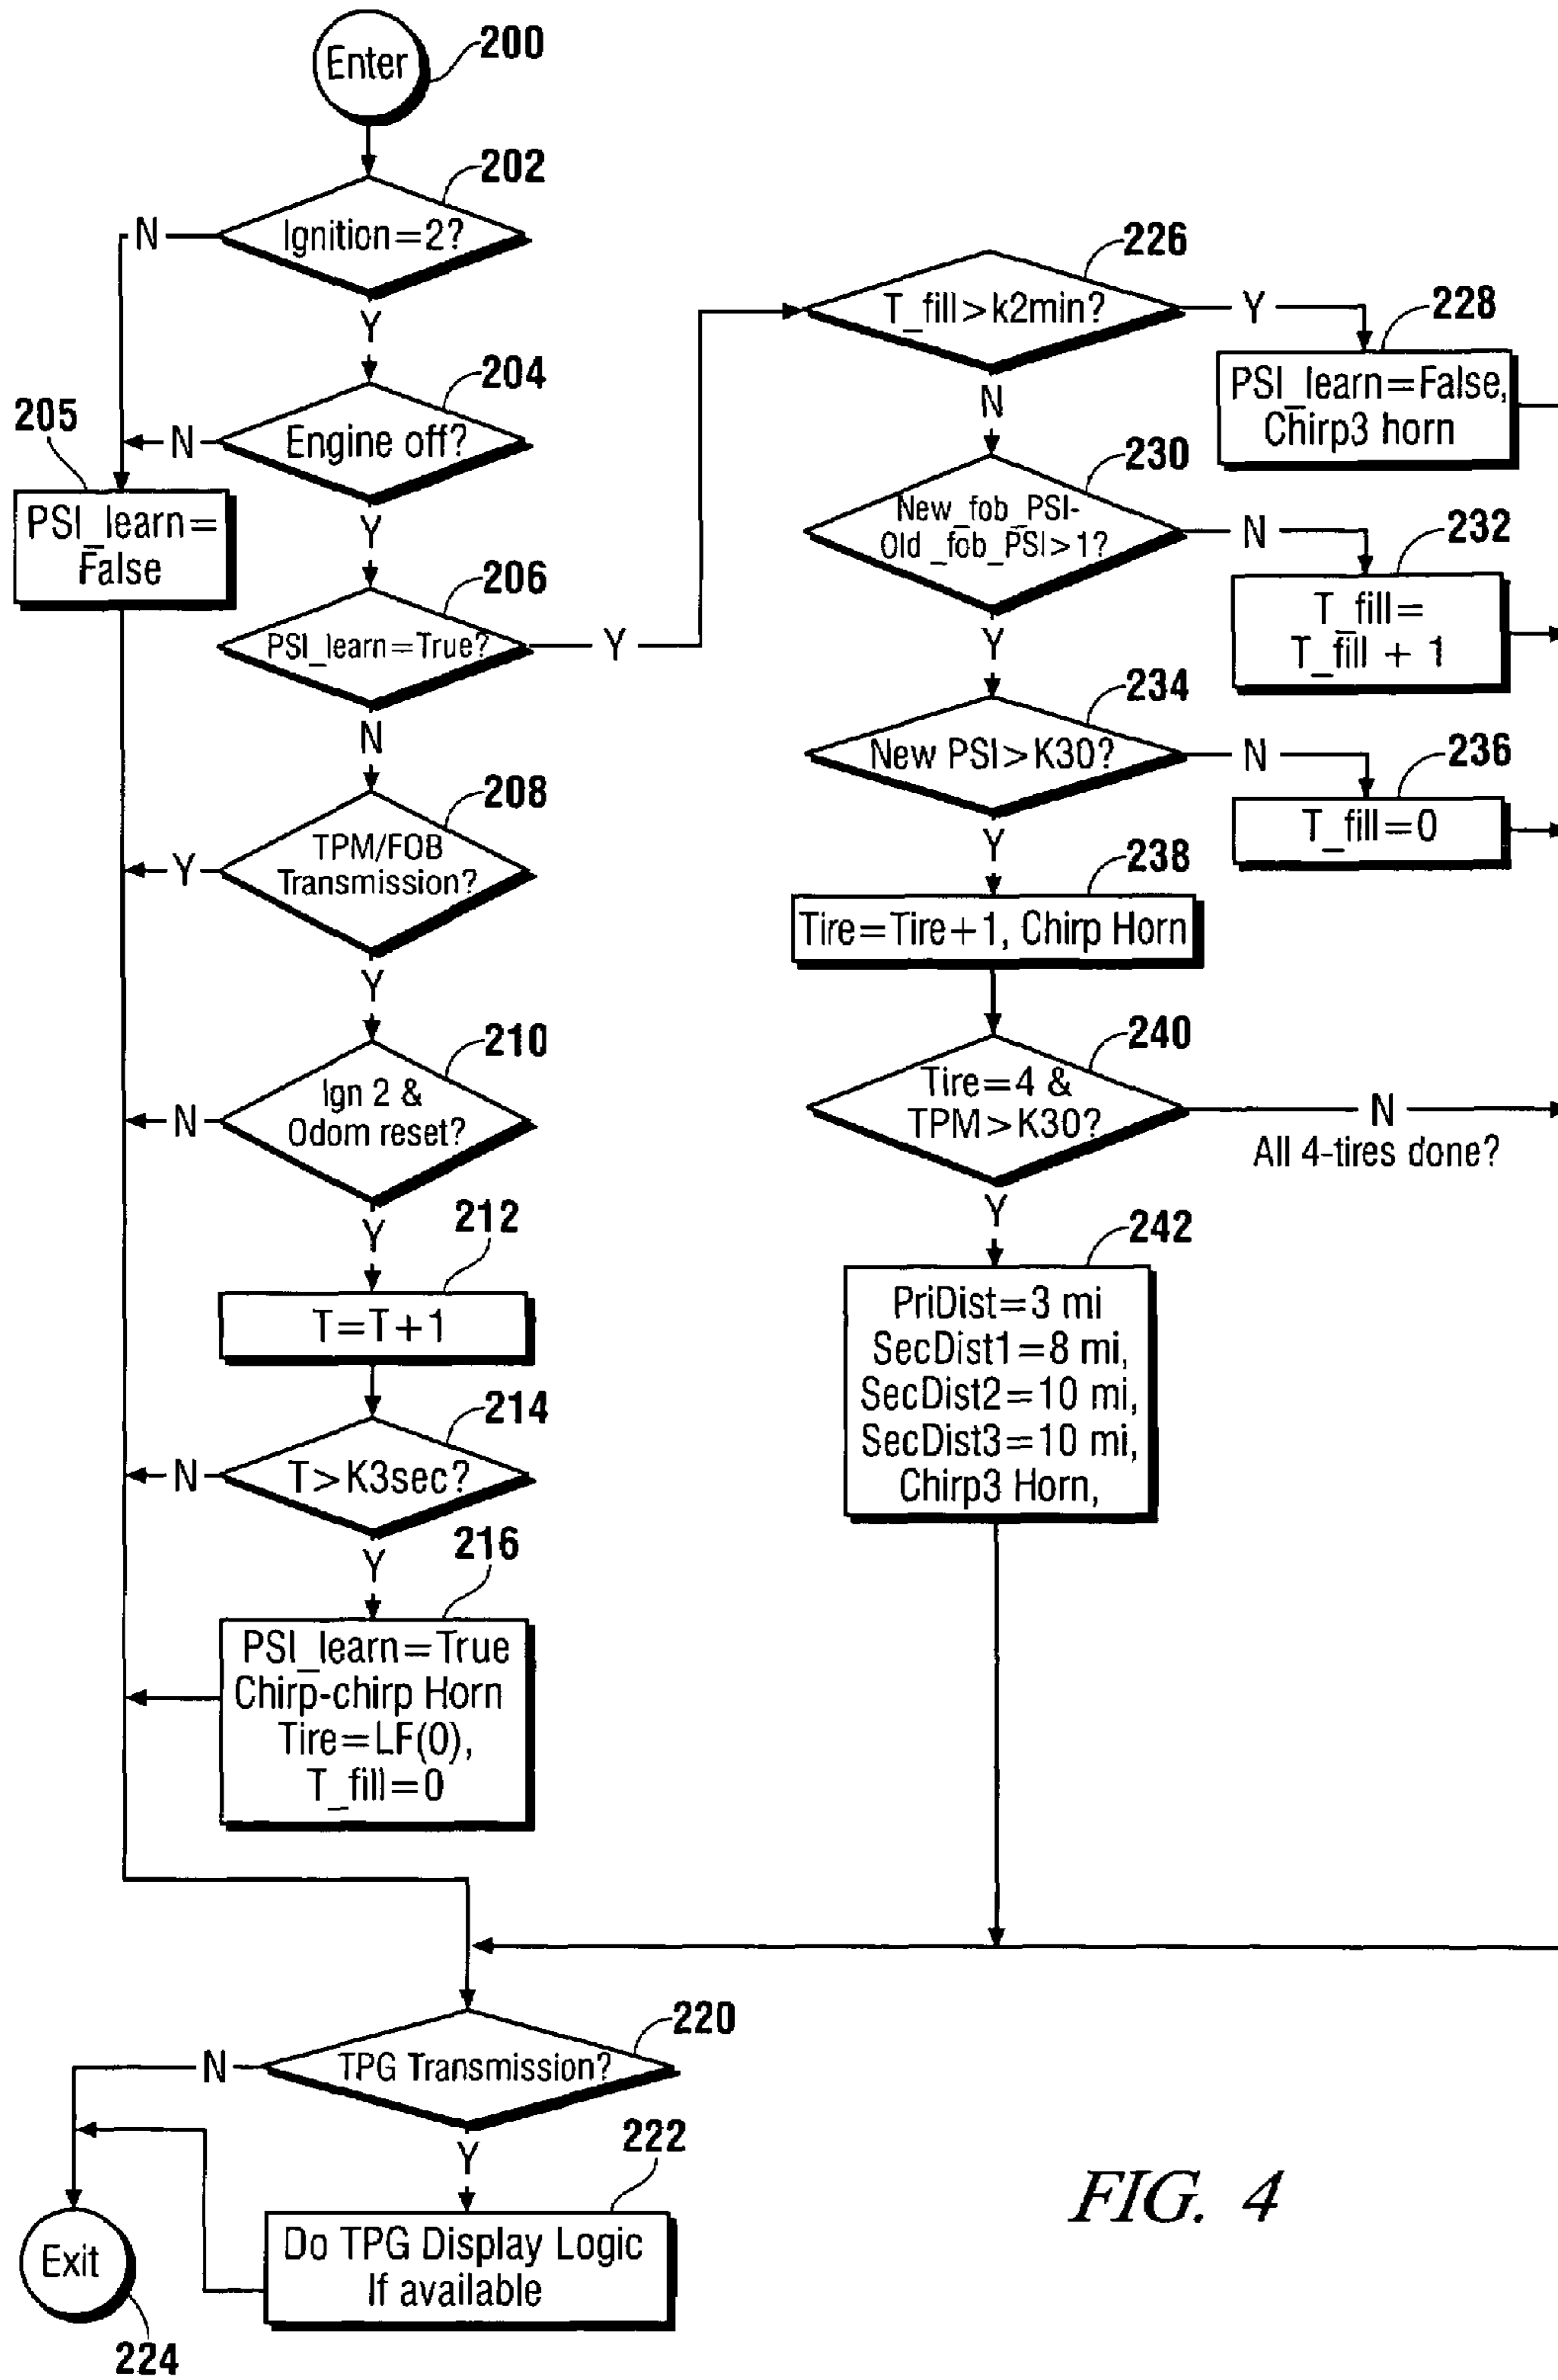 Enter
200
202
Ignition=2?
N
Y
204
Engine off?
N
Y
205
PSI_learn=
False
206
PSI_learn=True?
Y
N
208
TPM/FOB
Transmission?
Y
Y
210
Ign 2 &
Odom reset?
N
Y
212
T=T+1
214
T>K3sec?
N
Y
216
PSI_learn=True
Chirp-chirp Horn
Tire=LF(0),
T_fill=0
226
T_fill>k2min?
Y
N
228
PSI_learn=False,
Chirp3 horn
230
New_fob_PSI-
Old_fob_PSI>1?
N
Y
232
T_fill=
T_fill + 1
234
New PSI>K30?
N
Y
236
T_fill=0
238
Tire=Tire+1, Chirp Horn
240
Tire=4 &
TPM>K30?
N
All 4-tires done?
Y
242
PriDist=3 mi
SecDist1=8 mi,
SecDist2=10 mi,
SecDist3=10 mi,
Chirp3 Horn,
220
TPG Transmission?
N
Y
222
Do TPG Display Logic
If available
Exit
224
FIG. 4